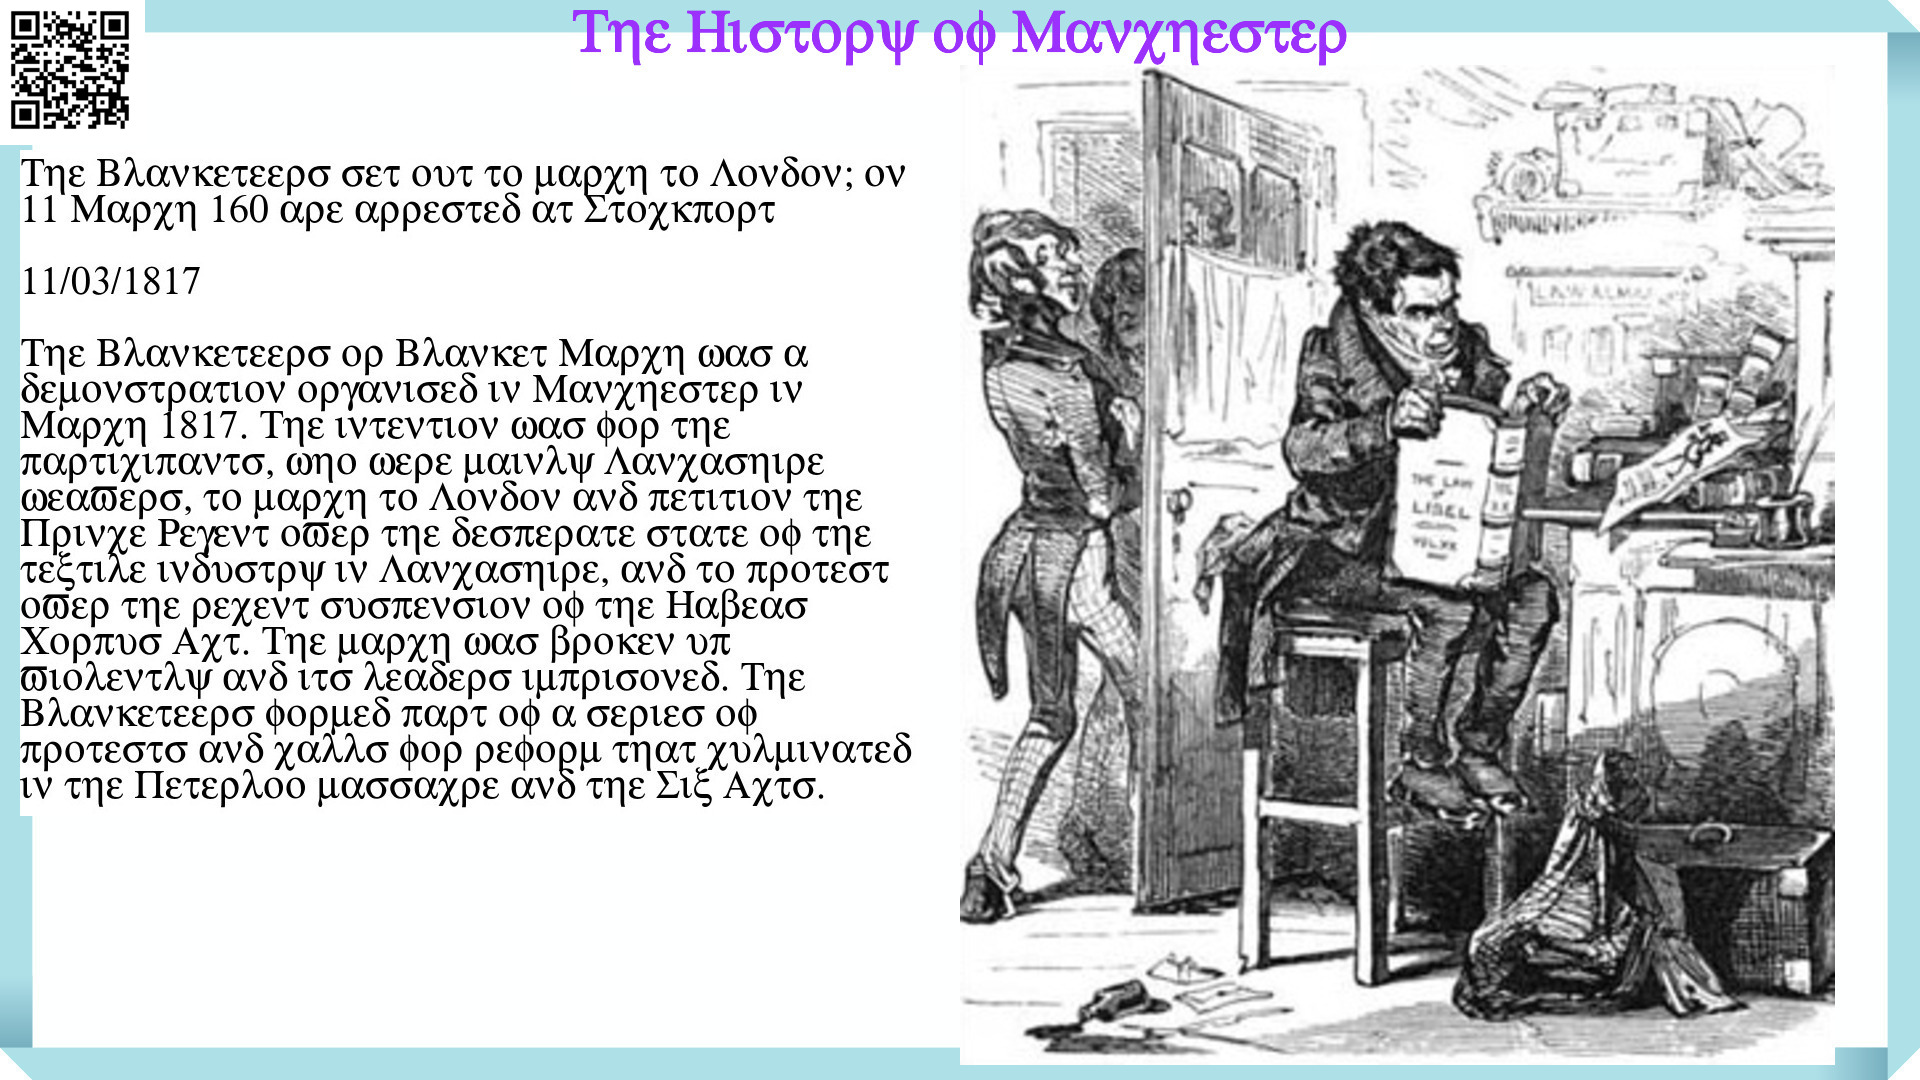 Τηε Ηιστορψ οφ Μανχηεστερ
Τηε Βλανκετεερσ σετ ουτ το μαρχη το Λονδον; ον
11 Μαρχη 160 αρε αρρεστεδ ατ Στοχκπορτ
11/03/1817
Τηε Βλανκετεερσ ορ Βλανκετ Μαρχη ωασ α
δεμονστρατιον οργανισεδ ιν Μανχηεστερ ιν
Μαρχη 1817. Τηε ιντεντιον ωασ φορ τηε
παρτιχιπαντσ, ωηο ωερε μαινλψ Λανχασηιρε
ωεαϖερσ, το μαρχη το Λονδον ανδ πετιτιον τηε
Πρινχε Ρεγεντ οϖερ τηε δεσπερατε στατε οφ τηε
τεξτιλε ινδυστρψ ιν Λανχασηιρε, ανδ το προτεστ
οϖερ τηε ρεχεντ συσπενσιον οφ τηε Ηαβεασ
Χορπυσ Αχτ. Τηε μαρχη ωασ βροκεν υπ
ϖιολεντλψ ανδ ιτσ λεαδερσ ιμπρισονεδ. Τηε
Βλανκετεερσ φορμεδ παρτ οφ α σεριεσ οφ
προτεστσ ανδ χαλλσ φορ ρεφορμ τηατ χυλμινατεδ
ιν τηε Πετερλοο μασσαχρε ανδ τηε Σιξ Αχτσ.
THE LAW
of
LIBEL
LAW